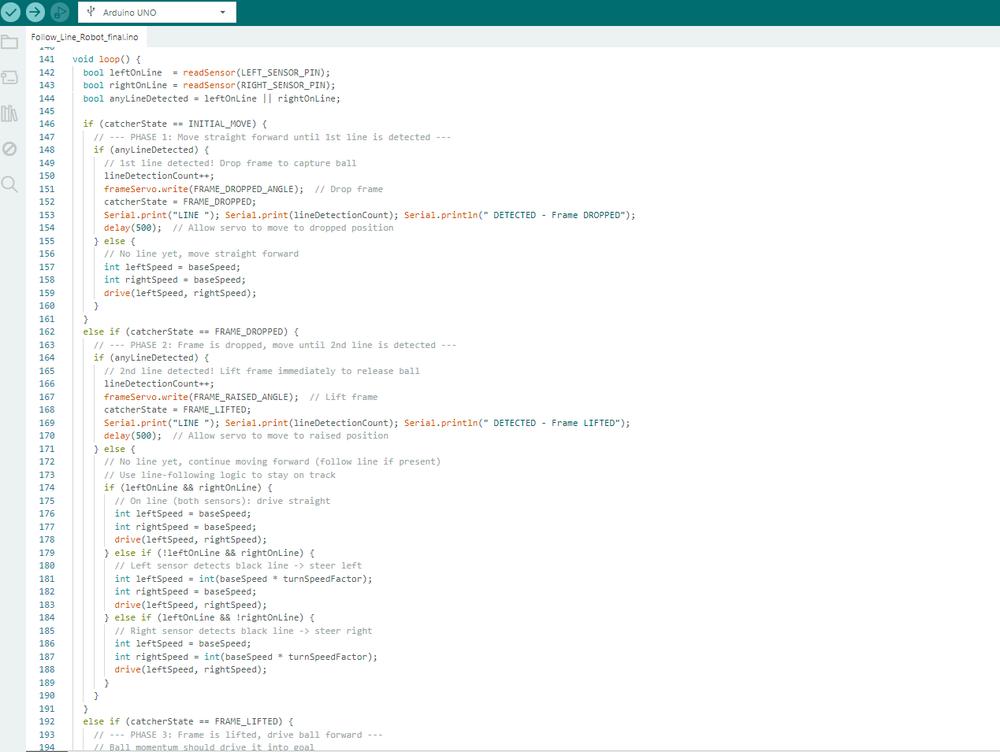 Arduino UNO
Follow_Line_Robot_final.ino
140
141 void loop() {
142 bool leftOnLine = readSensor(LEFT_SENSOR_PIN);
143 bool rightOnLine = readSensor(RIGHT_SENSOR_PIN);
144 bool anyLineDetected = leftOnLine || rightOnLine;
145
146 if (catcherState == INITIAL_MOVE) {
147 // --- PHASE 1: Move straight forward until 1st line is detected ---
148 if (anyLineDetected) {
149 // 1st line detected! Drop frame to capture ball
150 lineDetectionCount++;
151 frameServo.write(FRAME_DROPPED_ANGLE); // Drop frame
152 catcherState = FRAME_DROPPED;
153 Serial.print("LINE "); Serial.print(lineDetectionCount); Serial.println(" DETECTED - Frame DROPPED");
154 delay(500); // Allow servo to move to dropped position
155 } else {
156 // No line yet, move straight forward
157 int leftSpeed = baseSpeed;
158 int rightSpeed = baseSpeed;
159 drive(leftSpeed, rightSpeed);
160 }
161 }
162 else if (catcherState == FRAME_DROPPED) {
163 // --- PHASE 2: Frame is dropped, move until 2nd line is detected ---
164 if (anyLineDetected) {
165 // 2nd line detected! Lift frame immediately to release ball
166 lineDetectionCount++;
167 frameServo.write(FRAME_RAISED_ANGLE); // Lift frame
168 catcherState = FRAME_LIFTED;
169 Serial.print("LINE "); Serial.print(lineDetectionCount); Serial.println(" DETECTED - Frame LIFTED");
170 delay(500); // Allow servo to move to raised position
171 } else {
172 // No line yet, continue moving forward (follow line if present)
173 // Use line-following logic to stay on track
174 if (leftOnLine && rightOnLine) {
175 // On line (both sensors): drive straight
176 int leftSpeed = baseSpeed;
177 int rightSpeed = baseSpeed;
178 drive(leftSpeed, rightSpeed);
179 } else if (!leftOnLine && rightOnLine) {
180 // Left sensor detects black line -> steer left
181 int leftSpeed = int(baseSpeed * turnSpeedFactor);
182 int rightSpeed = baseSpeed;
183 drive(leftSpeed, rightSpeed);
184 } else if (leftOnLine && !rightOnLine) {
185 // Right sensor detects black line -> steer right
186 int leftSpeed = baseSpeed;
187 int rightSpeed = int(baseSpeed * turnSpeedFactor);
188 drive(leftSpeed, rightSpeed);
189 }
190 }
191 }
192 else if (catcherState == FRAME_LIFTED) {
193 // --- PHASE 3: Frame is lifted, drive ball forward ---
194 // Ball momentum should drive it into goal